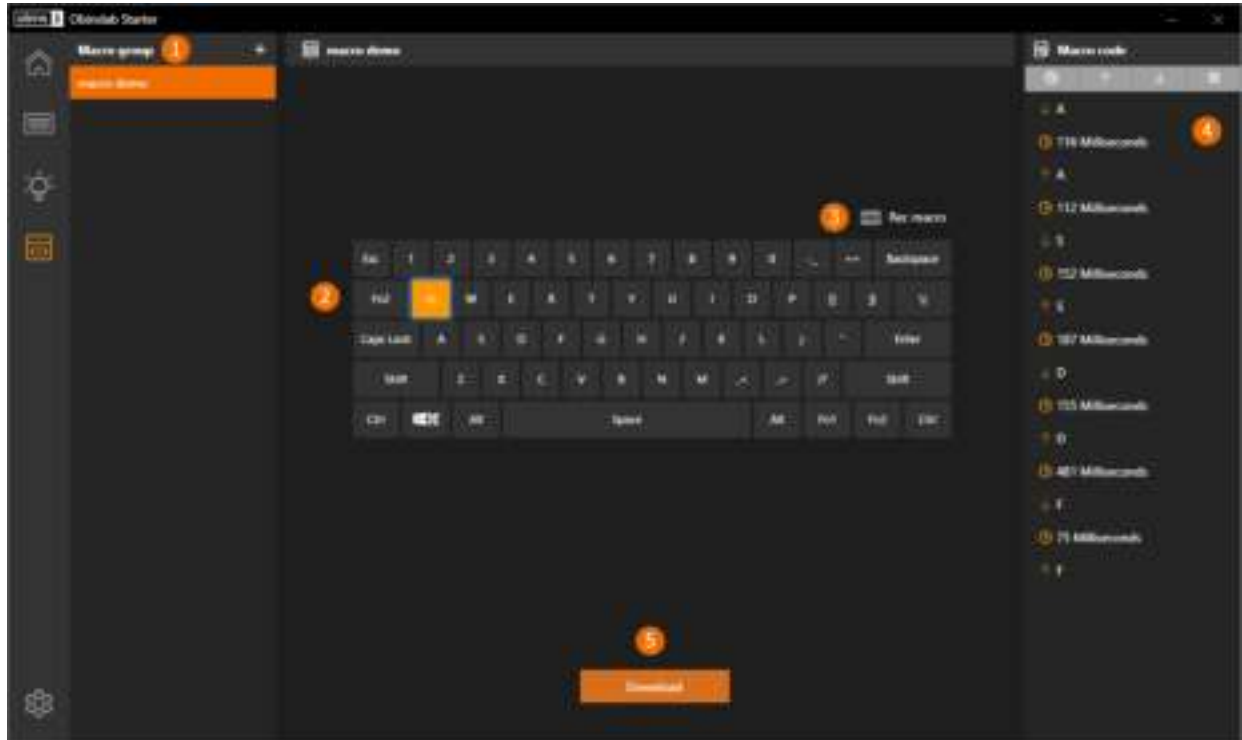 Obinslab Starter
Macro group 1 +
macro demo
macro demo
3 Rec macro
Esc 1 2 3 4 5 6 7 8 9 0 Backspace
2 W E R T Y U I O P
Caps Lock A S D F G H J K L Enter
Shift Z X C V B N M Shift
Ctrl Alt Space Alt Fn1 Fn2 Ctrl
5
Download
Macro code
4
A
116 Milliseconds
A
112 Milliseconds
S
152 Milliseconds
S
107 Milliseconds
D
155 Milliseconds
D
481 Milliseconds
F
75 Milliseconds
F